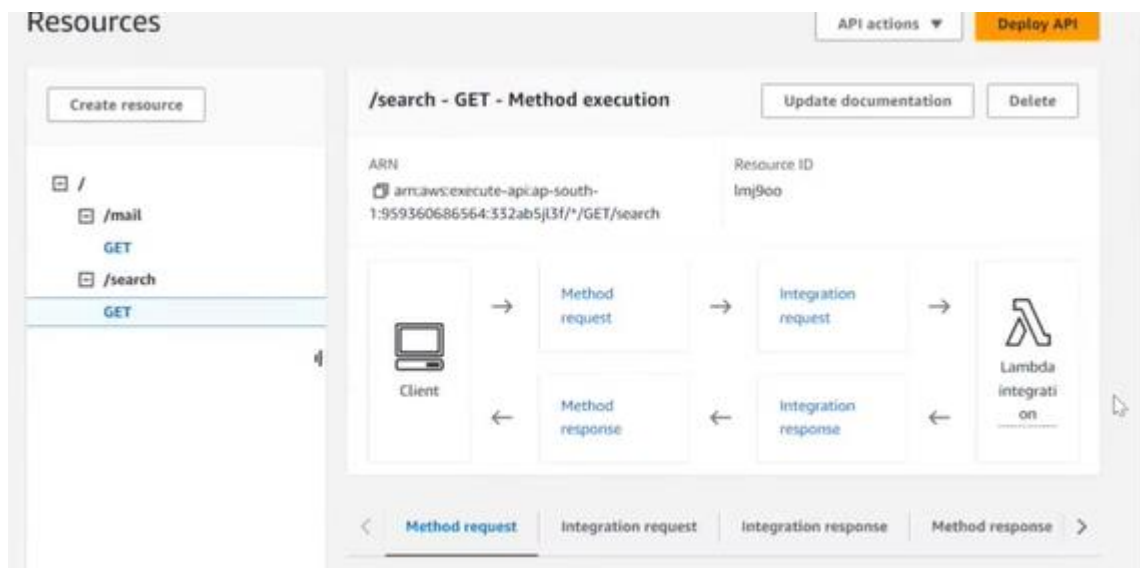 Resources
API actions
Deploy API
Create resource
/
/mail
GET
/search
GET
/search - GET - Method execution
Update documentation
Delete
ARN
arn:aws:execute-api:ap-south-
1:959360686564:332ab5jl3f/*/GET/search
Resource ID
lmj9oo
Client
Method
request
Integration
request
Method
response
Integration
response
Lambda
integrati
on
Method request
Integration request
Integration response
Method response